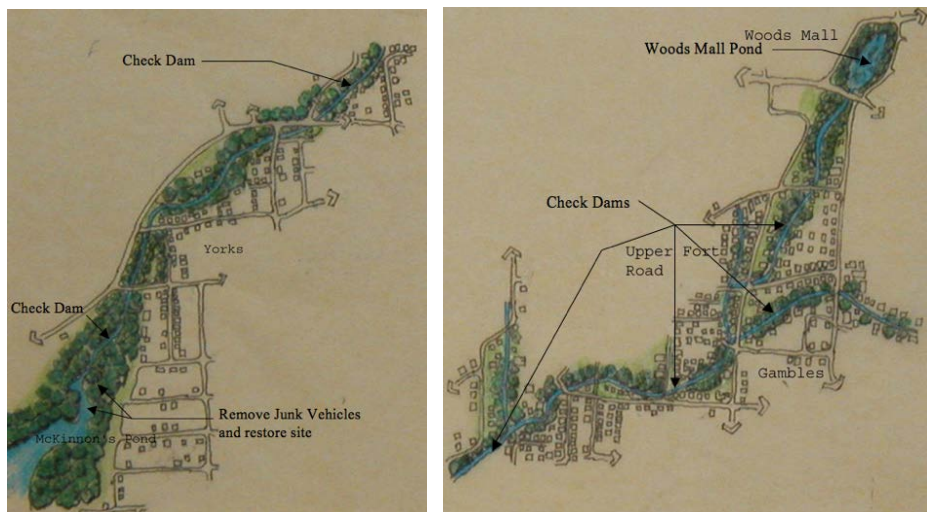 Check Dam
Yorks
Check Dam
Remove Junk Vehicles
and restore site
McKinnon's Pond
Woods Mall
Woods Mall Pond
Check Dams
Upper Fort
Road
Gambles